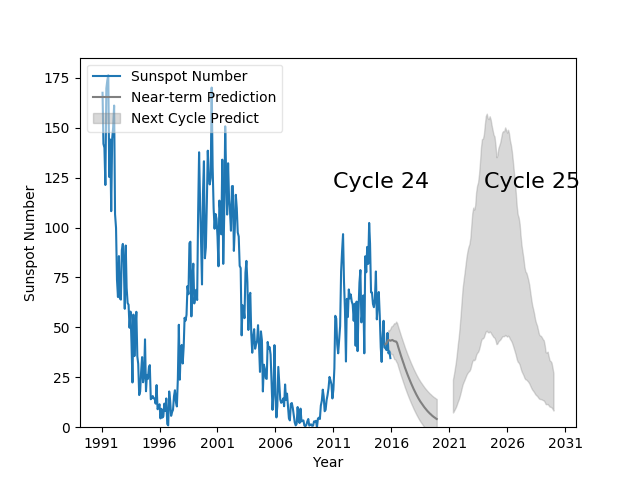 175
150
125
100
75
50
25
0
Sunspot Number
Sunspot Number
Near-term Prediction
Next Cycle Predict
Cycle 24
Cycle 25
1991
1996
2001
2006
2011
2016
2021
2026
2031
Year